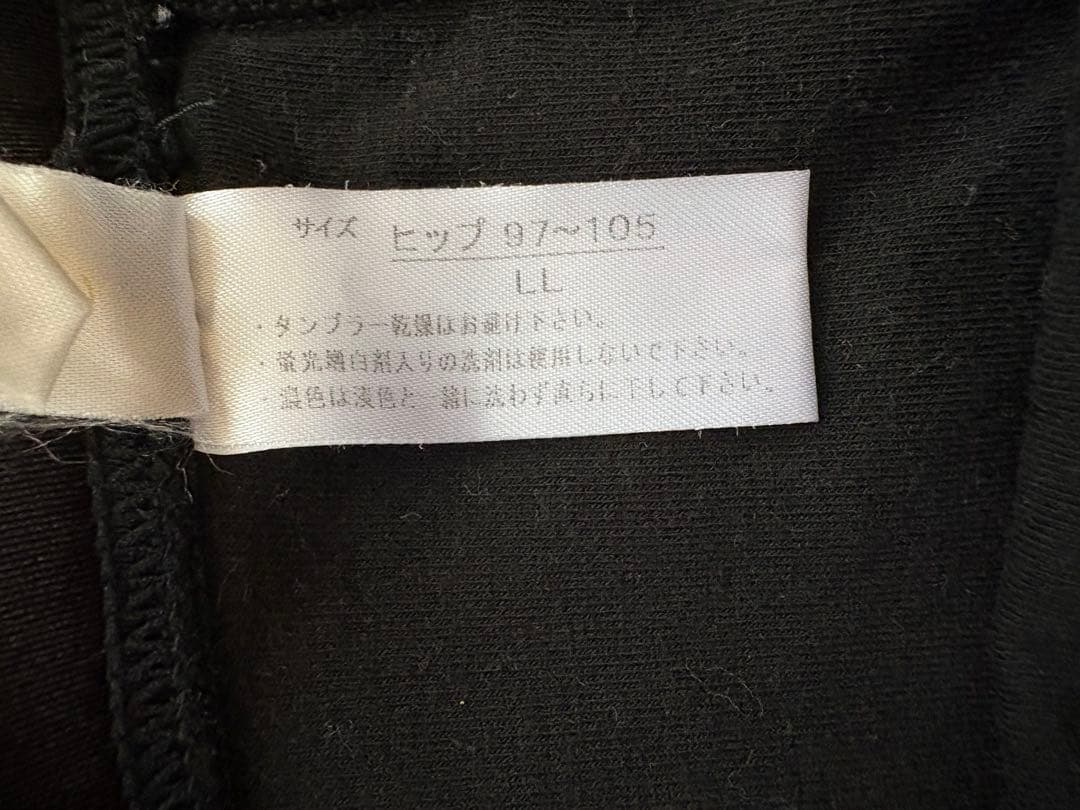 サイズ ヒップ 97〜105
LL
・タンブラー乾燥はお避け下さい。
・蛍光増白剤入りの洗剤は使用しないで下さい。
・濃色は淡色と一緒に洗わず直ちに干して下さい。